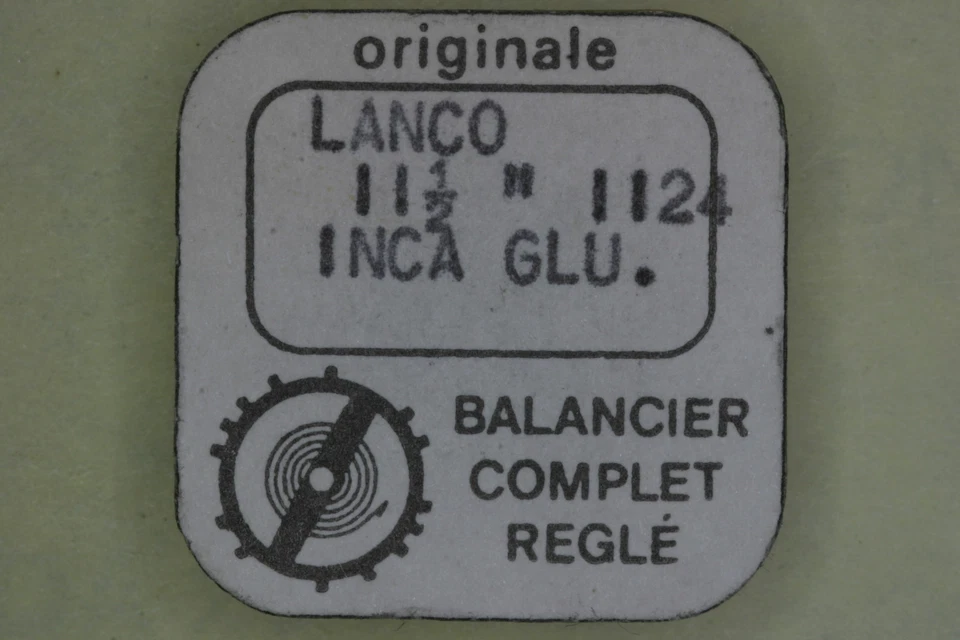 originale
LANCO
11½ " 1124
INCA GLU.
BALANCIER
COMPLET
REGLÉ